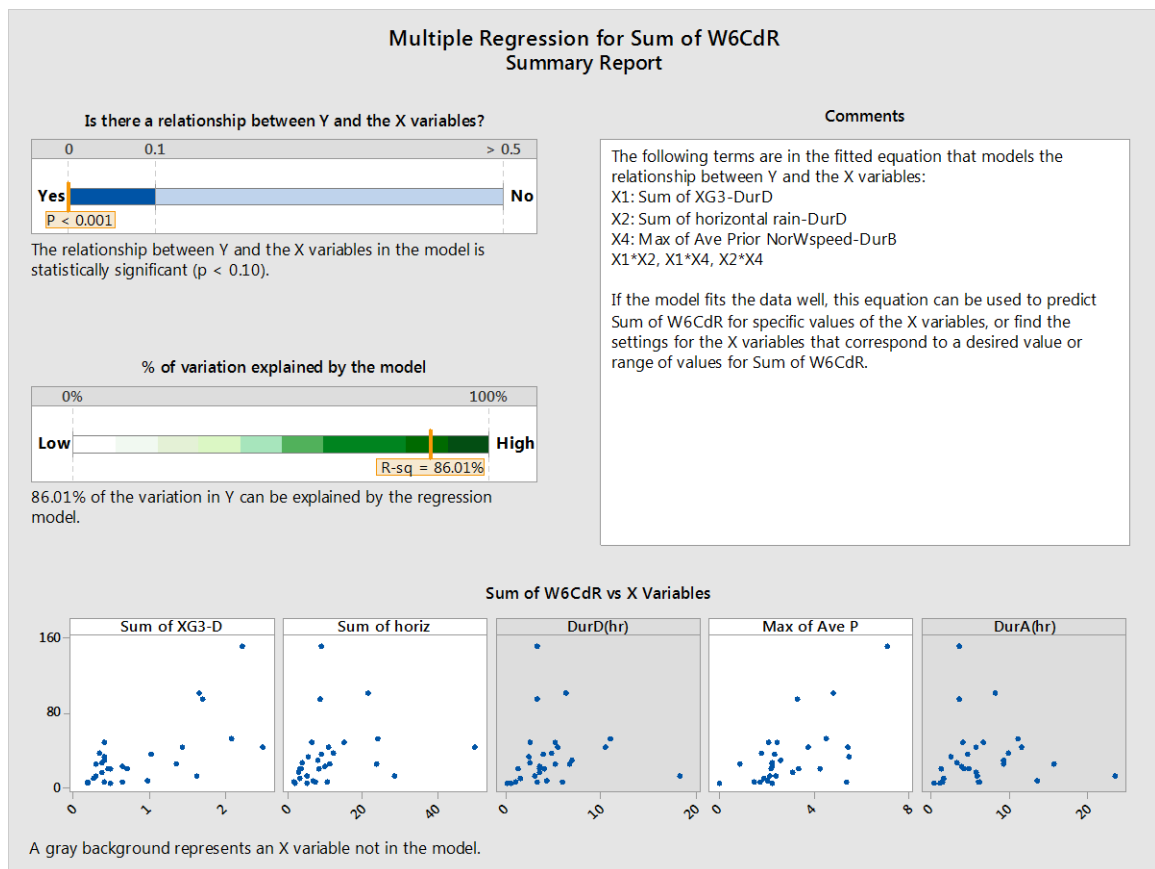 Multiple Regression for Sum of W6CdR
Summary Report
Is there a relationship between Y and the X variables?
0 0.1 > 0.5
Yes No
P < 0.001
The relationship between Y and the X variables in the model is
statistically significant (p < 0.10).
% of variation explained by the model
0% 100%
Low High
R-sq = 86.01%
86.01% of the variation in Y can be explained by the regression
model.
Comments
The following terms are in the fitted equation that models the
relationship between Y and the X variables:
X1: Sum of XG3-DurD
X2: Sum of horizontal rain-DurD
X4: Max of Ave Prior NorWspeed-DurB
X1*X2, X1*X4, X2*X4
If the model fits the data well, this equation can be used to predict
Sum of W6CdR for specific values of the X variables, or find the
settings for the X variables that correspond to a desired value or
range of values for Sum of W6CdR.
Sum of W6CdR vs X Variables
Sum of XG3-D Sum of horiz DurD(hr) Max of Ave P DurA(hr)
160
80
0
0 1 2 0 20 40 0 10 20 0 4 8 0 10 20
A gray background represents an X variable not in the model.